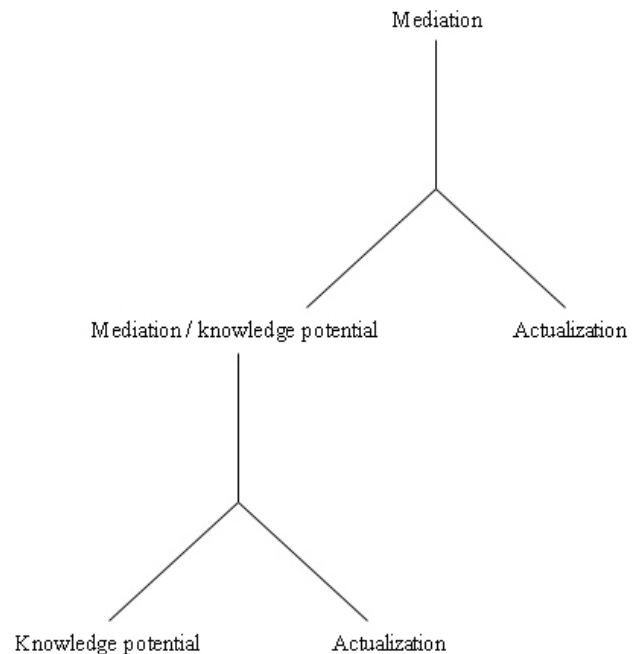 Mediation
Mediation / knowledge potential
Actualization
Knowledge potential
Actualization